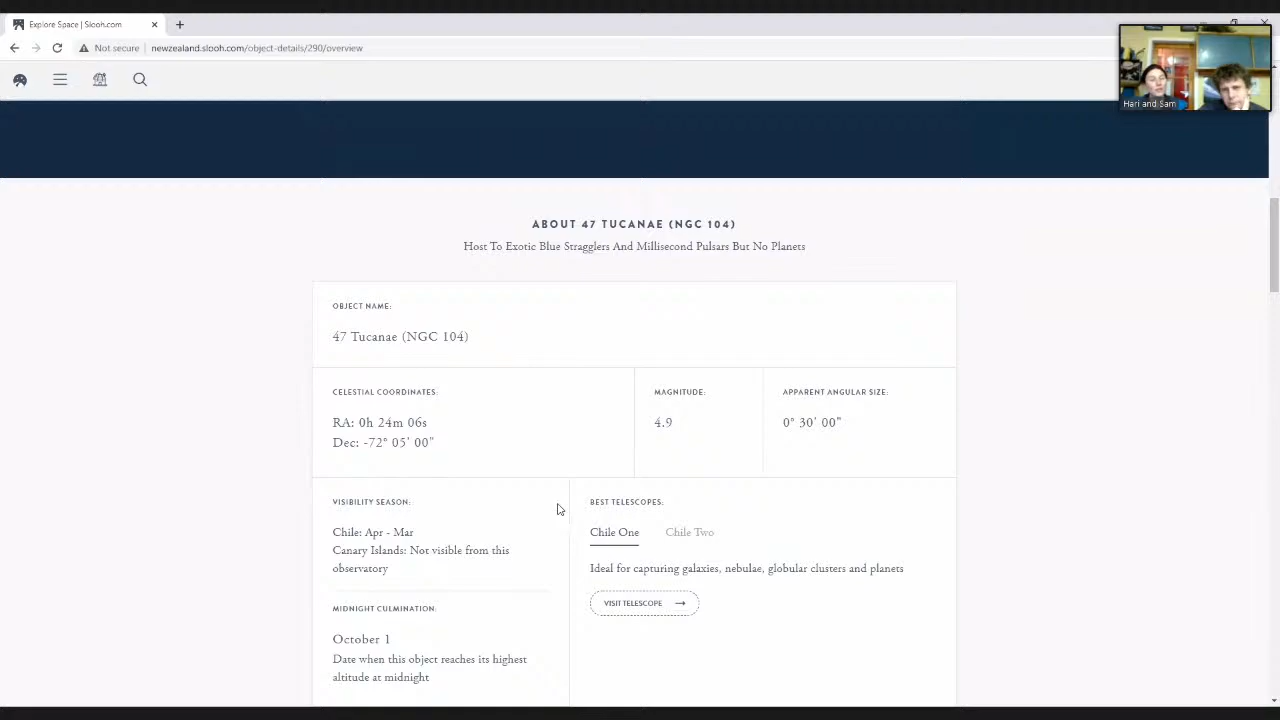 Explore Space | Slooh.com
Not secure
newzealand.slooh.com/object-details/290/overview
Hari and Sam
ABOUT 47 TUCANAE (NGC 104)
Host To Exotic Blue Stragglers And Millisecond Pulsars But No Planets
OBJECT NAME:
47 Tucanae (NGC 104)
CELESTIAL COORDINATES:
RA: 0h 24m 06s
Dec: -72° 05' 00"
MAGNITUDE:
4.9
APPARENT ANGULAR SIZE:
0° 30' 00"
VISIBILITY SEASON:
Chile: Apr - Mar
Canary Islands: Not visible from this
observatory
MIDNIGHT CULMINATION:
October 1
Date when this object reaches its highest
altitude at midnight
BEST TELESCOPES:
Chile One Chile Two
Ideal for capturing galaxies, nebulae, globular clusters and planets
VISIT TELESCOPE